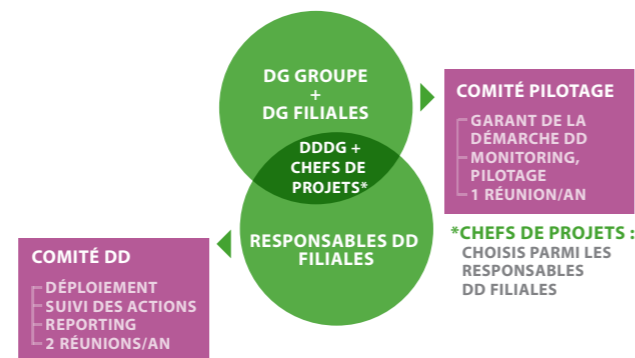 DG GROUPE
+
DG FILIALES
DDDG +
CHEFS DE
PROJETS*
RESPONSABLES DD
FILIALES
COMITÉ PILOTAGE
GARANT DE LA
DÉMARCHE DD
MONITORING,
PILOTAGE
1 RÉUNION/AN
*CHEFS DE PROJETS :
CHOISIS PARMI LES
RESPONSABLES
DD FILIALES
COMITÉ DD
DÉPLOIEMENT
SUIVI DES ACTIONS
REPORTING
2 RÉUNIONS/AN